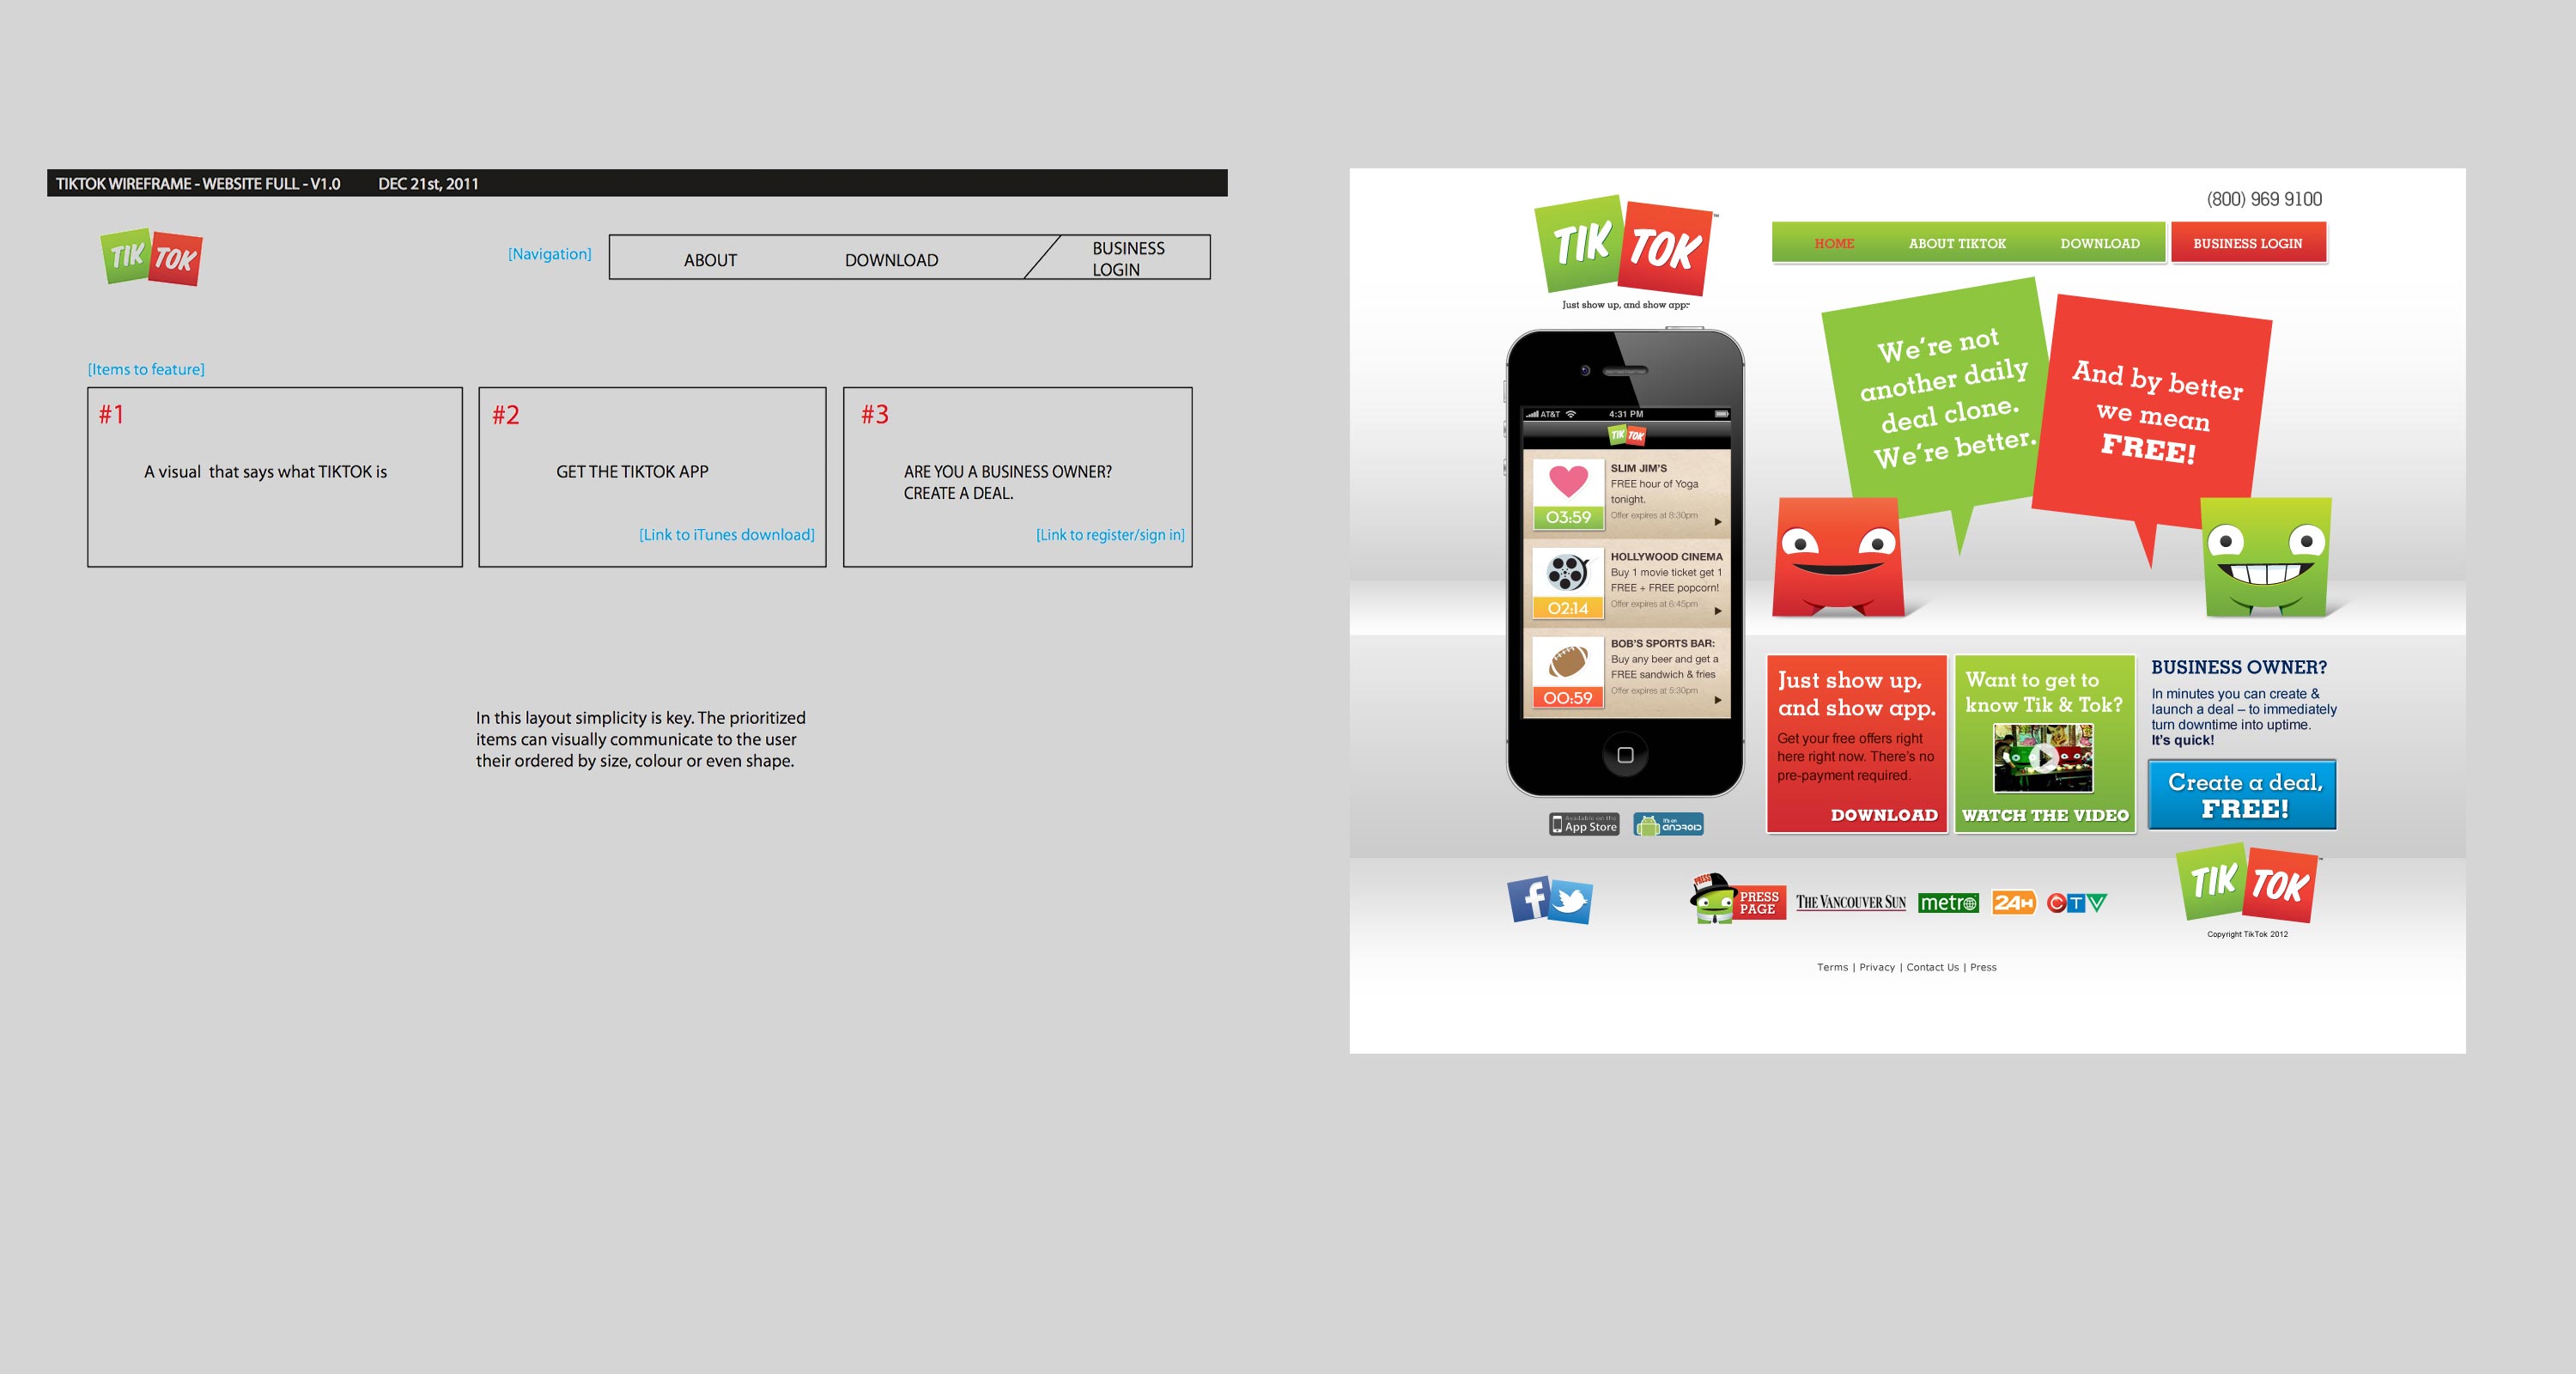 TIKTOK WIREFRAME - WEBSITE FULL - V1.0 DEC 21st, 2011
TIK TOK
[Navigation]
ABOUT
DOWNLOAD
BUSINESS
LOGIN
[Items to feature]
#1
A visual that says what TIKTOK is
#2
GET THE TIKTOK APP
[Link to iTunes download]
#3
ARE YOU A BUSINESS OWNER?
CREATE A DEAL.
[Link to register/sign in]
In this layout simplicity is key. The prioritized
items can visually communicate to the user
their ordered by size, colour or even shape.
TIK TOK™
Just show up, and show app.
(800) 969 9100
HOME
ABOUT TIKTOK
DOWNLOAD
BUSINESS LOGIN
We're not
another daily
deal clone.
We're better.
And by better
we mean
FREE!
AT&T
4:31 PM
TIK TOK
03:59
SLIM JIM'S
FREE hour of Yoga
tonight.
Offer expires at 8:30pm
02:14
HOLLYWOOD CINEMA
Buy 1 movie ticket get 1
FREE + FREE popcorn!
Offer expires at 6:45pm
00:59
BOB'S SPORTS BAR:
Buy any beer and get a
FREE sandwich & fries
Offer expires at 5:30pm
Available on the
App Store
It's on
ANDROID
Just show up,
and show app.
Get your free offers right
here right now. There's no
pre-payment required.
DOWNLOAD
Want to get to
know Tik & Tok?
WATCH THE VIDEO
BUSINESS OWNER?
In minutes you can create &
launch a deal – to immediately
turn downtime into uptime.
It's quick!
Create a deal,
FREE!
f
PRESS
PRESS
PAGE
THE VANCOUVER SUN
metro
24H
CTV
TIK TOK™
Copyright TikTok 2012
Terms | Privacy | Contact Us | Press